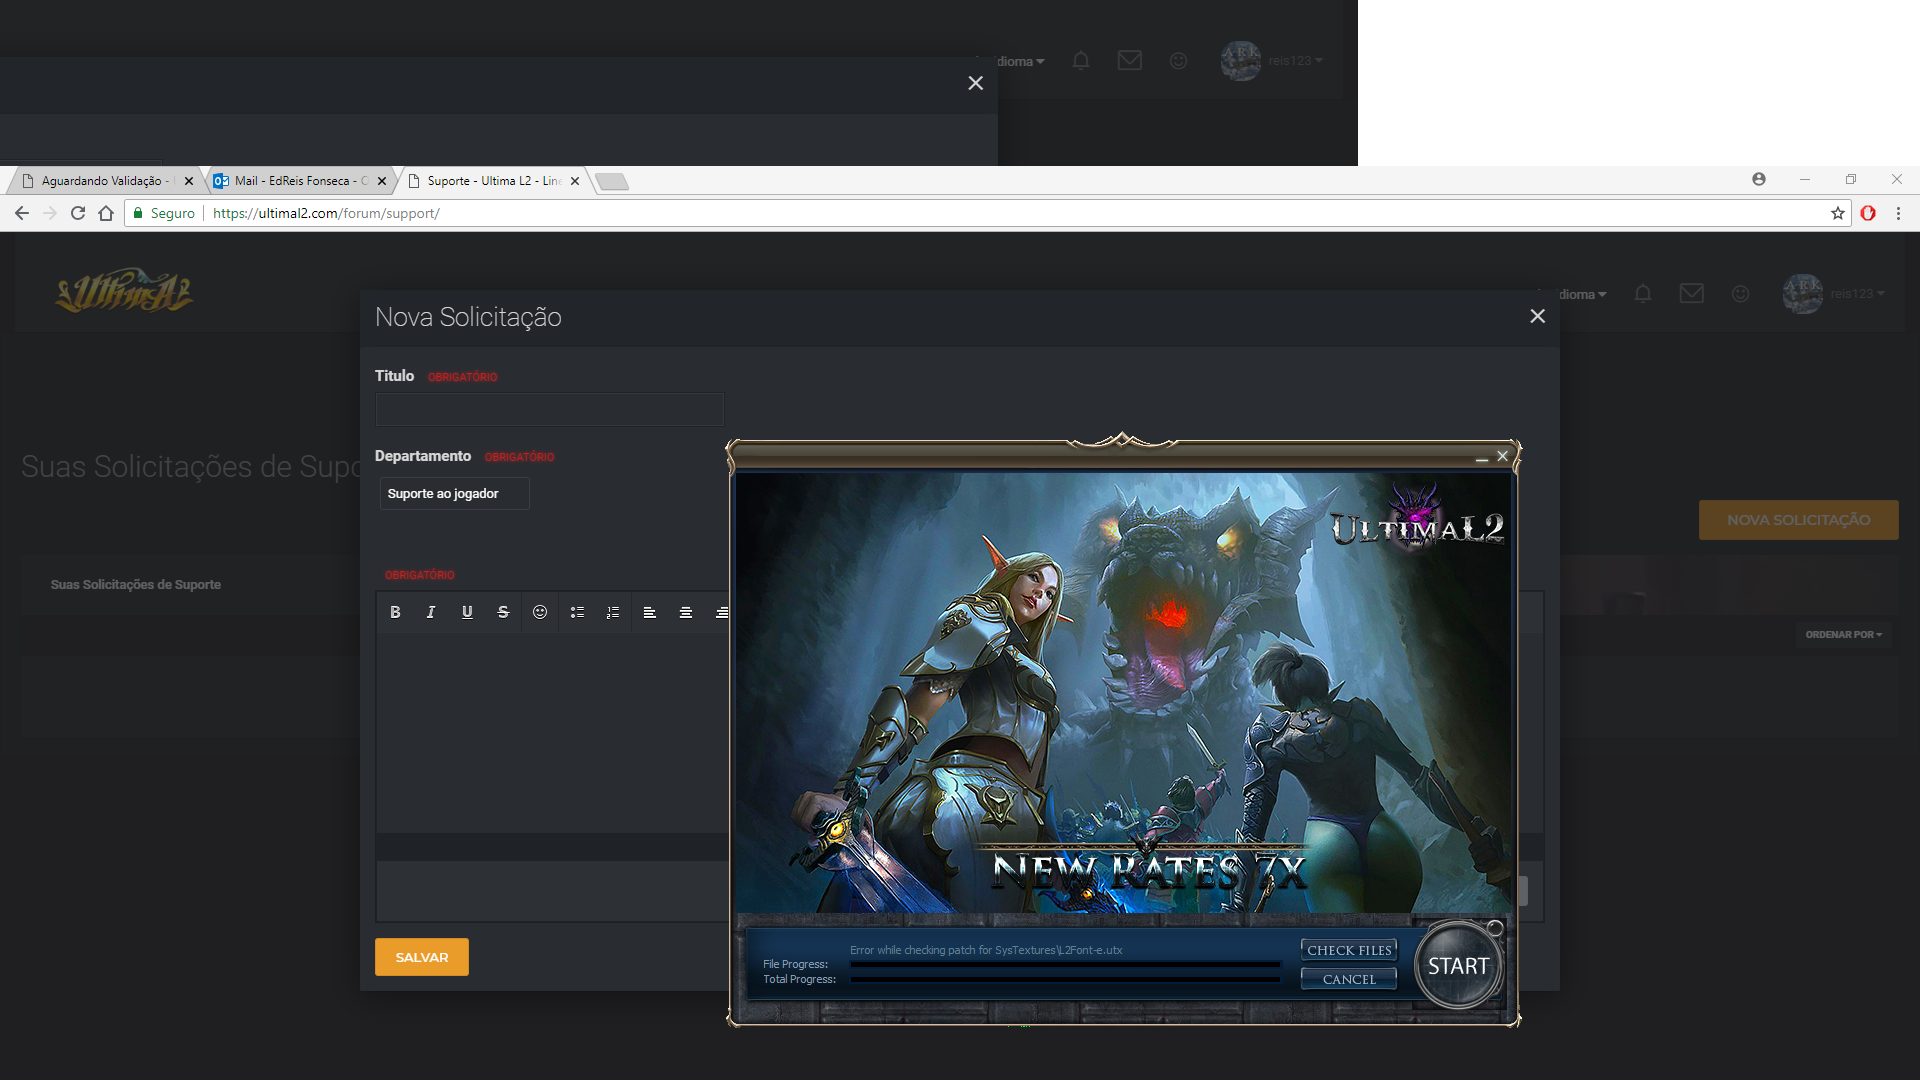 dioma
reis123
Aguardando Validação -
Mail - EdReis Fonseca -
Suporte - Ultima L2 - Line
Seguro
https://ultimal2.com/forum/support/
Ultima L2
dioma
reis123
Nova Solicitação
Titulo OBRIGATÓRIO
Departamento OBRIGATÓRIO
Suas Solicitações de Supo
Suporte ao jogador
ULTIMAL2
NOVA SOLICITAÇÃO
OBRIGATÓRIO
Suas Solicitações de Suporte
B I U S
ORDENAR POR
NEW RATES 7X
Error while checking patch for SysTextures\L2Font-e.utx
File Progress:
Total Progress:
CHECK FILES
CANCEL
START
SALVAR